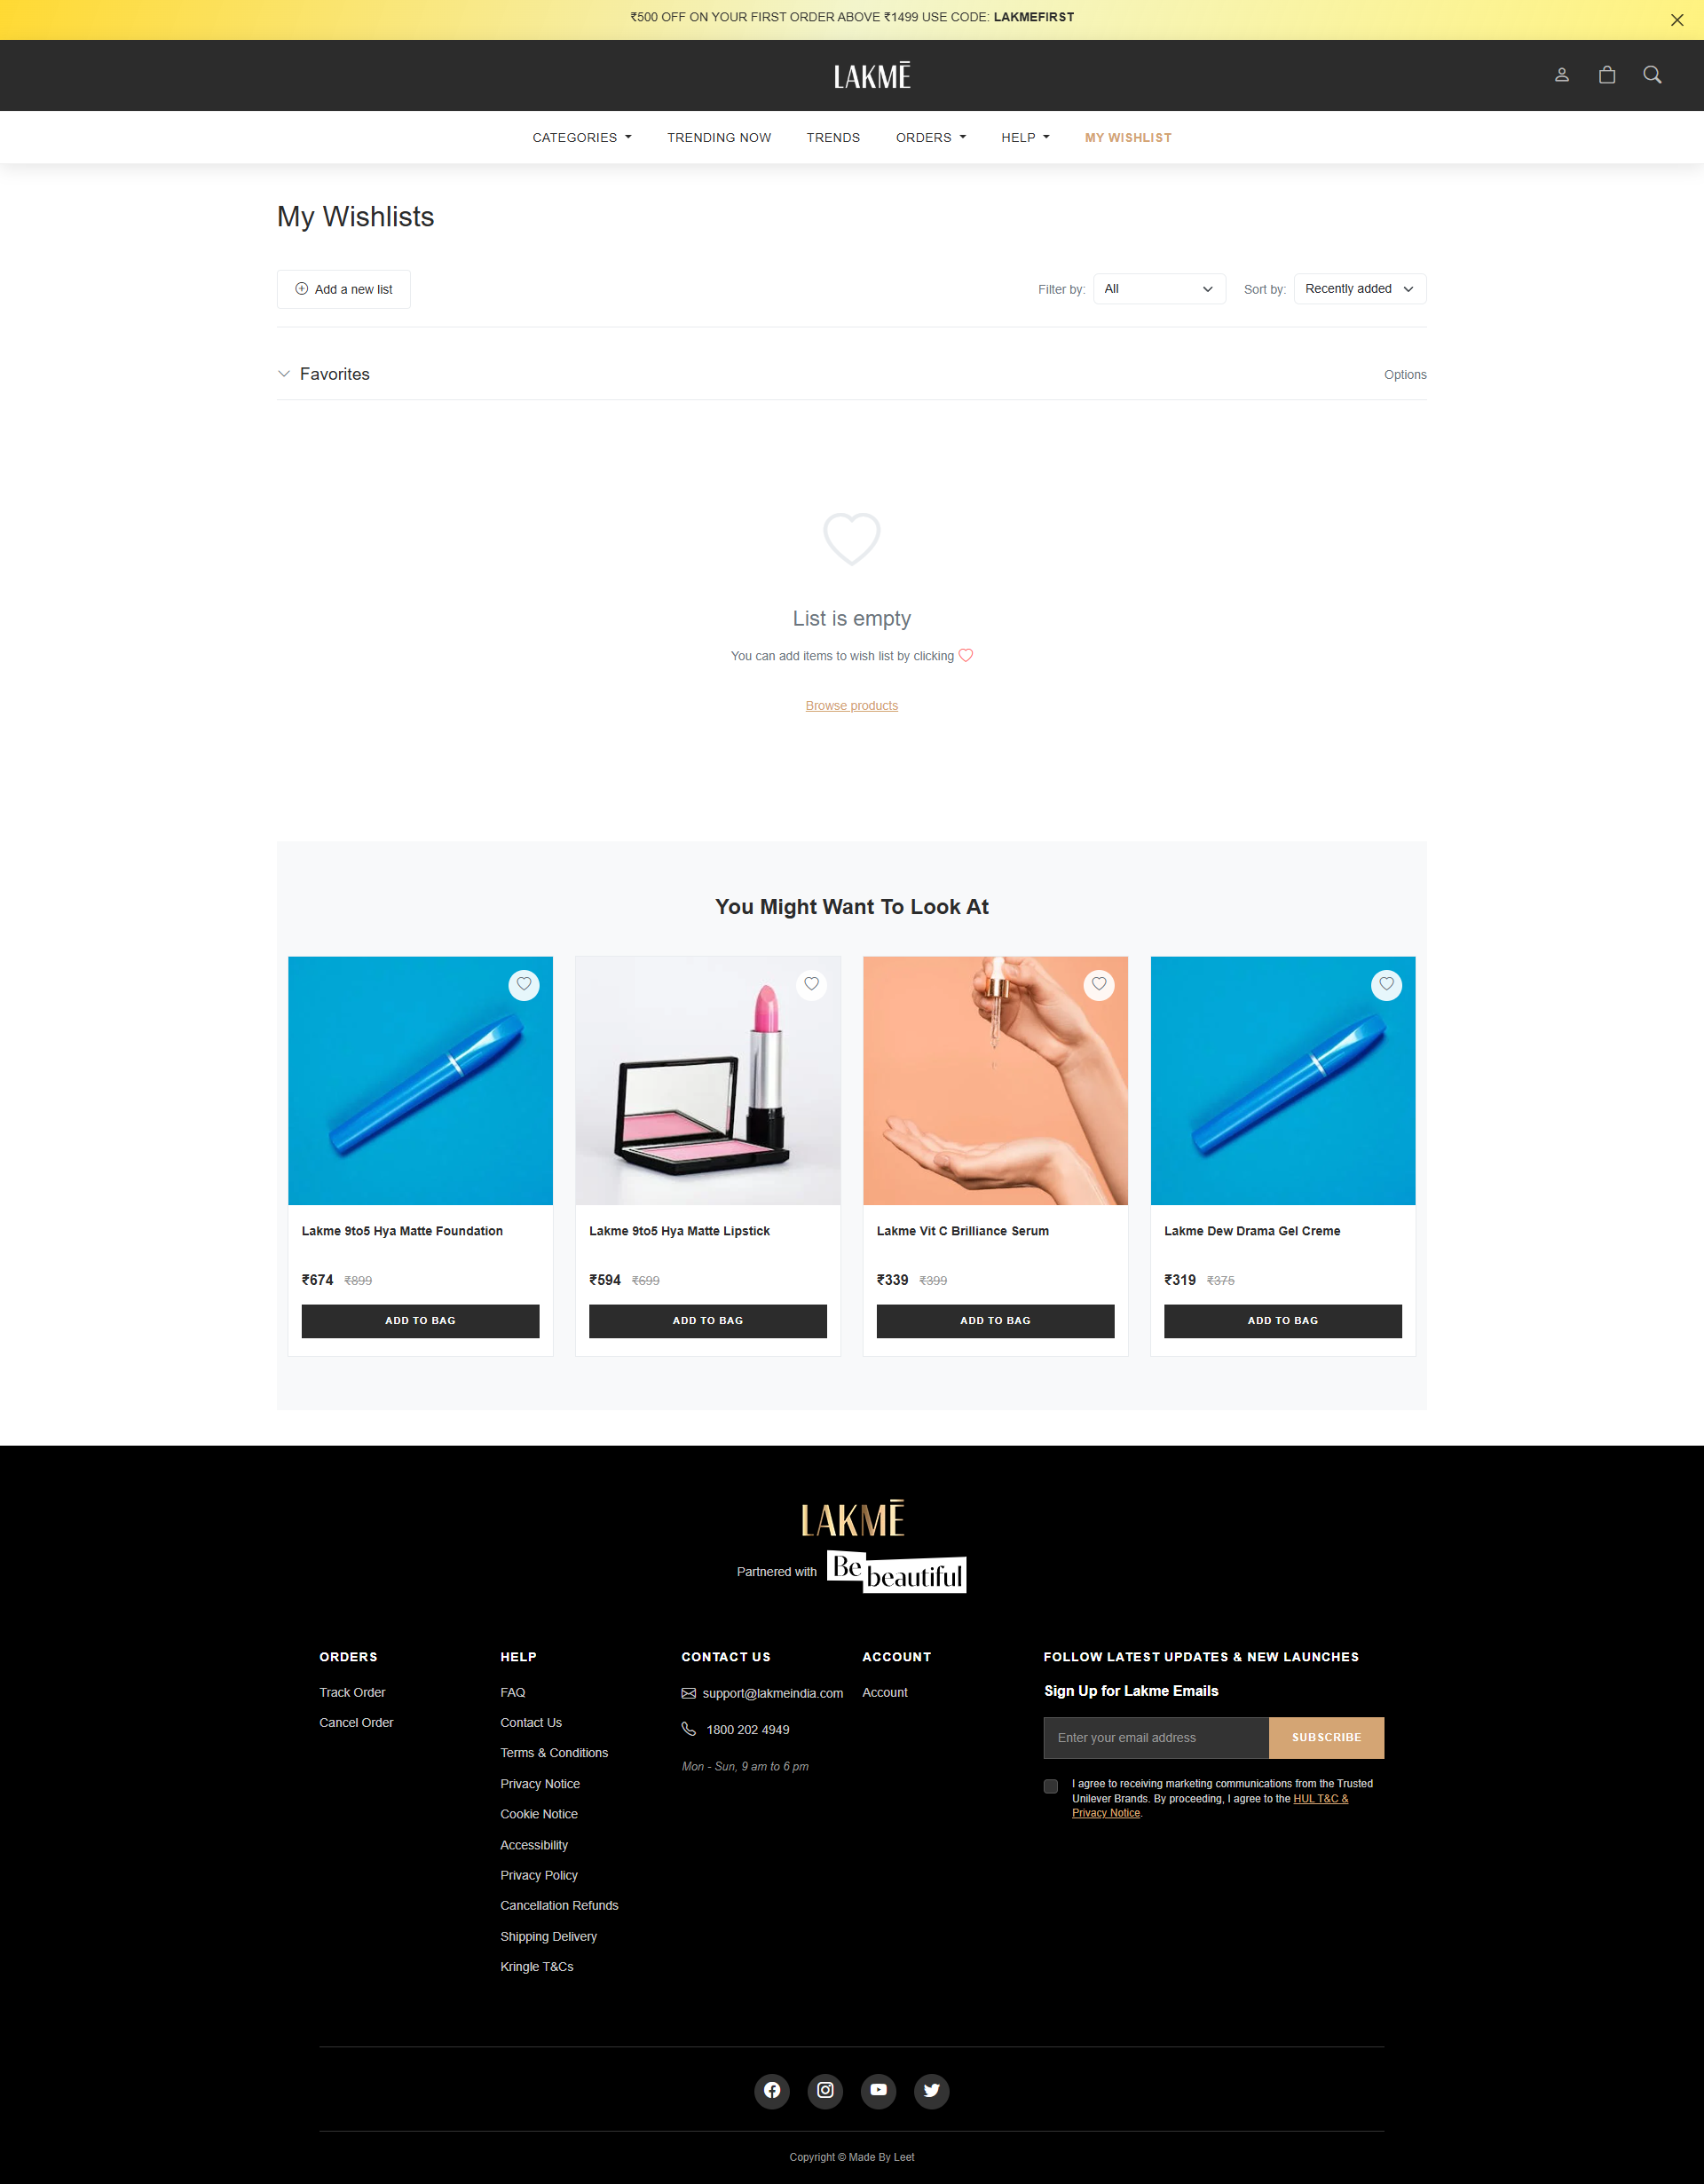 ₹500 OFF ON YOUR FIRST ORDER ABOVE ₹1499 USE CODE: LAKMEFIRST
LAKMĒ
CATEGORIES TRENDING NOW TRENDS ORDERS HELP MY WISHLIST
My Wishlists
Add a new list Filter by: All Sort by: Recently added
Favorites Options
List is empty
You can add items to wish list by clicking
Browse products
You Might Want To Look At
Lakme 9to5 Hya Matte Foundation
₹674 ₹899
ADD TO BAG
Lakme 9to5 Hya Matte Lipstick
₹594 ₹699
ADD TO BAG
Lakme Vit C Brilliance Serum
₹339 ₹399
ADD TO BAG
Lakme Dew Drama Gel Creme
₹319 ₹375
ADD TO BAG
LAKMĒ
Partnered with Be beautiful
ORDERS
Track Order
Cancel Order
HELP
FAQ
Contact Us
Terms & Conditions
Privacy Notice
Cookie Notice
Accessibility
Privacy Policy
Cancellation Refunds
Shipping Delivery
Kringle T&Cs
CONTACT US
support@lakmeindia.com
1800 202 4949
Mon - Sun, 9 am to 6 pm
ACCOUNT
Account
FOLLOW LATEST UPDATES & NEW LAUNCHES
Sign Up for Lakme Emails
Enter your email address SUBSCRIBE
I agree to receiving marketing communications from the Trusted
Unilever Brands. By proceeding, I agree to the HUL T&C &
Privacy Notice.
Copyright © Made By Leet